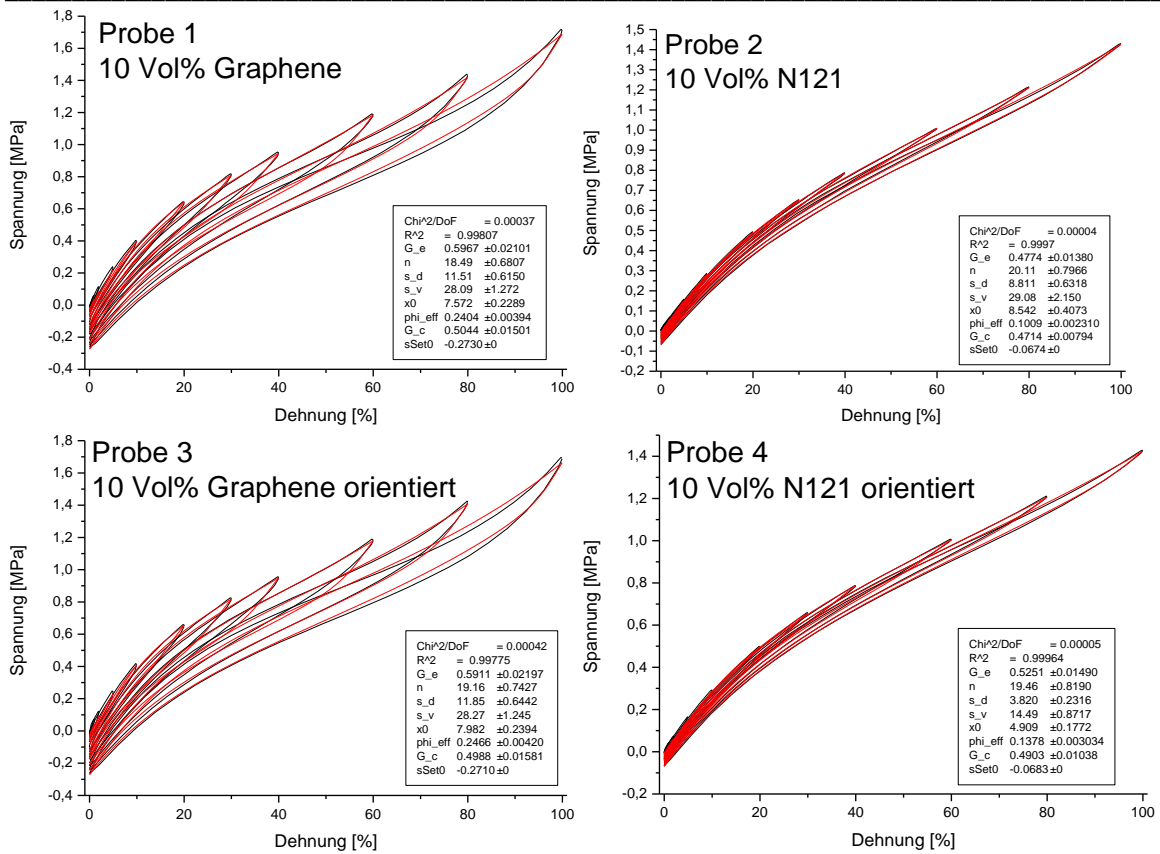 Probe 1
10 Vol% Graphene
Spannung [MPa]
1,8
1,6
1,4
1,2
1,0
0,8
0,6
0,4
0,2
0,0
-0,2
-0,4
0 20 40 60 80 100
Dehnung [%]
Chi^2/DoF = 0.00037
R^2 = 0.99807
G_e 0.5967 ±0.02101
n 18.49 ±0.6807
s_d 11.51 ±0.6150
s_v 28.09 ±1.272
x0 7.572 ±0.2289
phi_eff 0.2404 ±0.00394
G_c 0.5044 ±0.01501
sSet0 -0.2730 ±0
Probe 2
10 Vol% N121
Spannung [MPa]
1,5
1,4
1,3
1,2
1,1
1,0
0,9
0,8
0,7
0,6
0,5
0,4
0,3
0,2
0,1
0,0
-0,1
-0,2
0 20 40 60 80 100
Dehnung [%]
Chi^2/DoF = 0.00004
R^2 = 0.9997
G_e 0.4774 ±0.01380
n 20.11 ±0.7966
s_d 8.811 ±0.6318
s_v 29.08 ±2.150
x0 8.542 ±0.4073
phi_eff 0.1009 ±0.002310
G_c 0.4714 ±0.00794
sSet0 -0.0674 ±0
Probe 3
10 Vol% Graphene orientiert
Spannung [MPa]
1,8
1,6
1,4
1,2
1,0
0,8
0,6
0,4
0,2
0,0
-0,2
-0,4
0 20 40 60 80 100
Dehnung [%]
Chi^2/DoF = 0.00042
R^2 = 0.99775
G_e 0.5911 ±0.02197
n 19.16 ±0.7427
s_d 11.85 ±0.6442
s_v 28.27 ±1.245
x0 7.982 ±0.2394
phi_eff 0.2466 ±0.00420
G_c 0.4988 ±0.01581
sSet0 -0.2710 ±0
Probe 4
10 Vol% N121 orientiert
Spannung [MPa]
1,4
1,2
1,0
0,8
0,6
0,4
0,2
0,0
-0,2
0 20 40 60 80 100
Dehnung [%]
Chi^2/DoF = 0.00005
R^2 = 0.99964
G_e 0.5251 ±0.01490
n 19.46 ±0.8190
s_d 3.820 ±0.2316
s_v 14.49 ±0.8717
x0 4.909 ±0.1772
phi_eff 0.1378 ±0.003034
G_c 0.4903 ±0.01038
sSet0 -0.0683 ±0